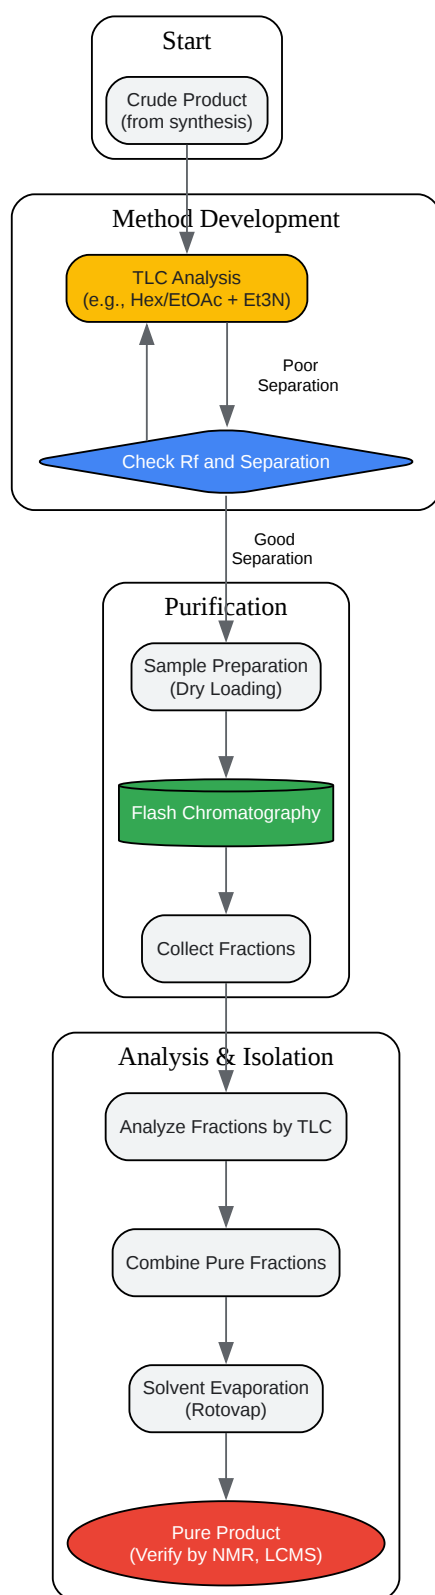 Start
Crude Product
(from synthesis)
Method Development
TLC Analysis
(e.g., Hex/EtOAc + Et3N)
Poor
Separation
Check Rf and Separation
Good
Separation
Purification
Sample Preparation
(Dry Loading)
Flash Chromatography
Collect Fractions
Analysis & Isolation
Analyze Fractions by TLC
Combine Pure Fractions
Solvent Evaporation
(Rotovap)
Pure Product
(Verify by NMR, LCMS)